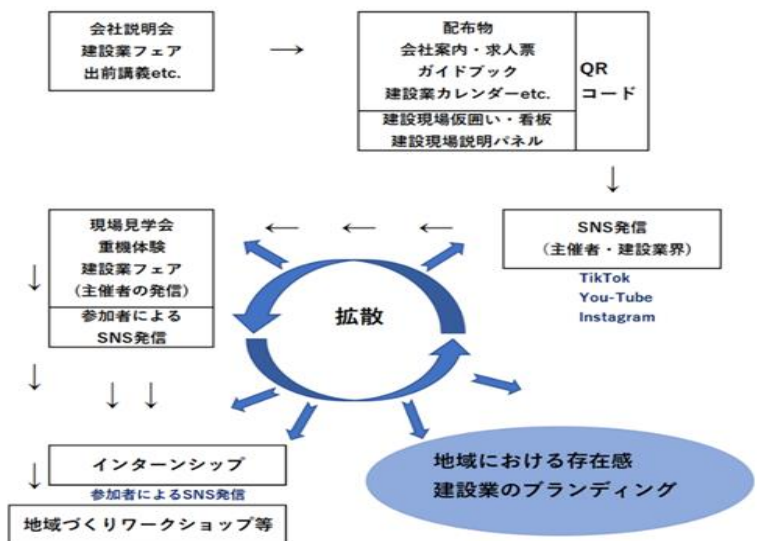 会社説明会
建設業フェア
出前講義etc.
配布物
会社案内・求人票
ガイドブック
建設業カレンダーetc.
建設現場仮囲い・看板
建設現場説明パネル
QR
コード
SNS発信
(主催者・建設業界)
TikTok
You-Tube
Instagram
現場見学会
重機体験
建設業フェア
(主催者の発信)
参加者による
SNS発信
拡散
インターンシップ
参加者によるSNS発信
地域づくりワークショップ等
地域における存在感
建設業のブランディング